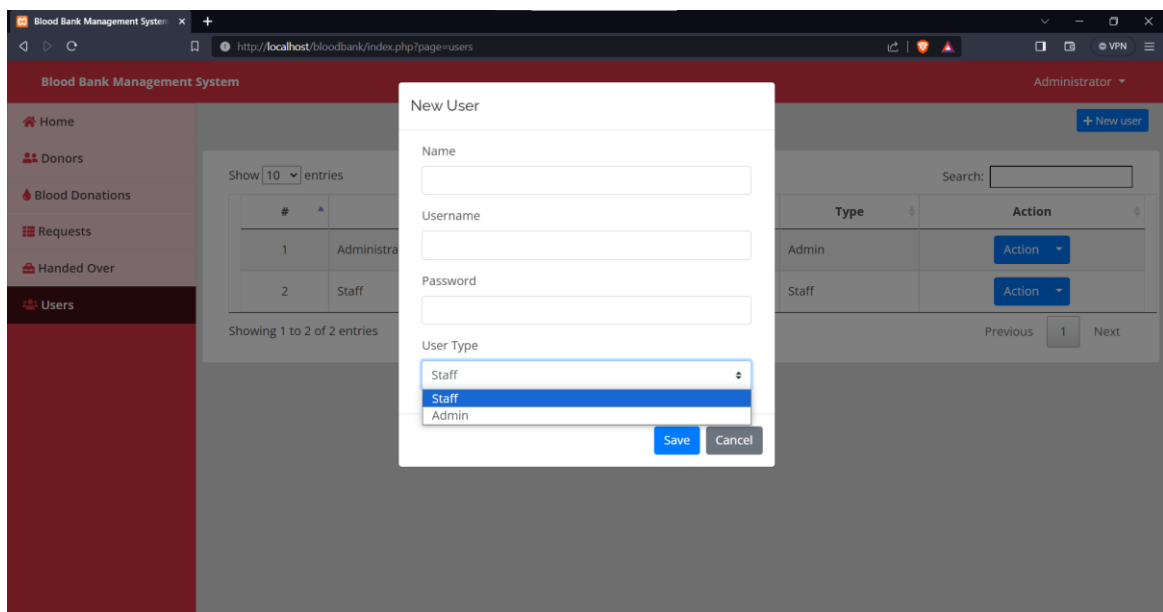 Blood Bank Management System
http://localhost/bloodbank/index.php?page=users
VPN
Blood Bank Management System
Administrator
Home
Donors
Blood Donations
Requests
Handed Over
Users
+ New user
Show 10 entries
Search:
# Type Action
1 Administra Admin Action
2 Staff Staff Action
Showing 1 to 2 of 2 entries
Previous 1 Next
New User
Name
Username
Password
User Type
Staff
Staff
Admin
Save Cancel